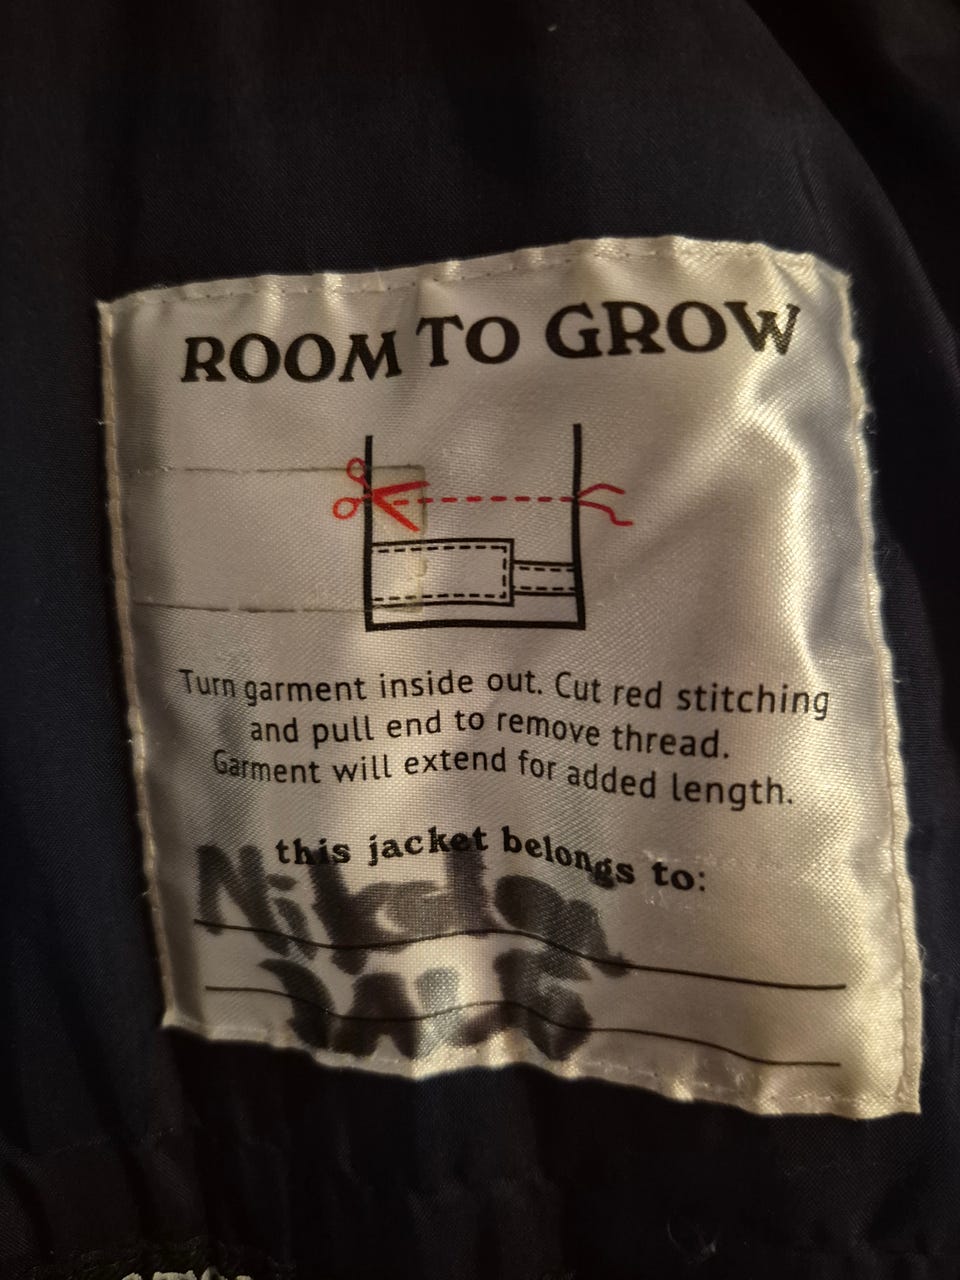 ROOM TO GROW
Turn garment inside out. Cut red stitching
and pull end to remove thread.
Garment will extend for added length.
this jacket belongs to: